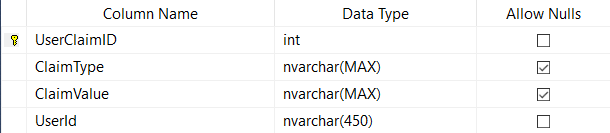 Column Name Data Type Allow Nulls
UserClaimID int
ClaimType nvarchar(MAX)
ClaimValue nvarchar(MAX)
UserId nvarchar(450)